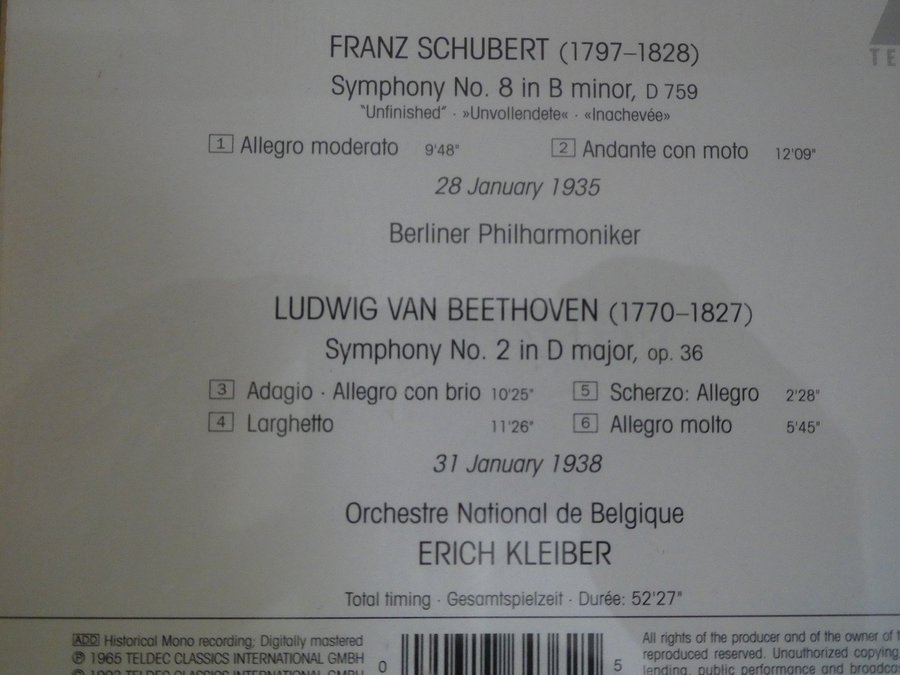 TE
FRANZ SCHUBERT (1797–1828)
Symphony No. 8 in B minor, D 759
"Unfinished" · »Unvollendete« · «Inachevée»
1 Allegro moderato 9'48" 2 Andante con moto 12'09"
28 January 1935
Berliner Philharmoniker
LUDWIG VAN BEETHOVEN (1770–1827)
Symphony No. 2 in D major, op. 36
3 Adagio · Allegro con brio 10'25" 5 Scherzo: Allegro 2'28"
4 Larghetto 11'26" 6 Allegro molto 5'45"
31 January 1938
Orchestre National de Belgique
ERICH KLEIBER
Total timing · Gesamtspielzeit · Durée: 52'27"
ADD Historical Mono recording; Digitally mastered
℗ 1965 TELDEC CLASSICS INTERNATIONAL GMBH
0 5
All rights of the producer and of the owner of
reproduced reserved. Unauthorized copying,
lending, public performance and